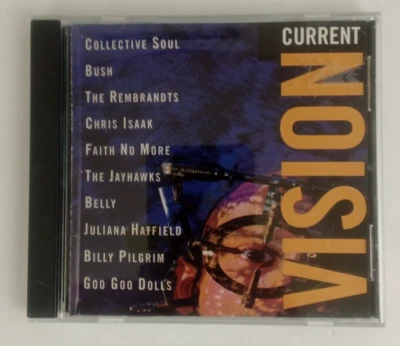 COLLECTIVE SOUL
BUSH
THE REMBRANDTS
CHRIS ISAAK
FAITH NO MORE
THE JAYHAWKS
BELLY
JULIANA HATFIELD
BILLY PILGRIM
GOO GOO DOLLS
CURRENT
VISION